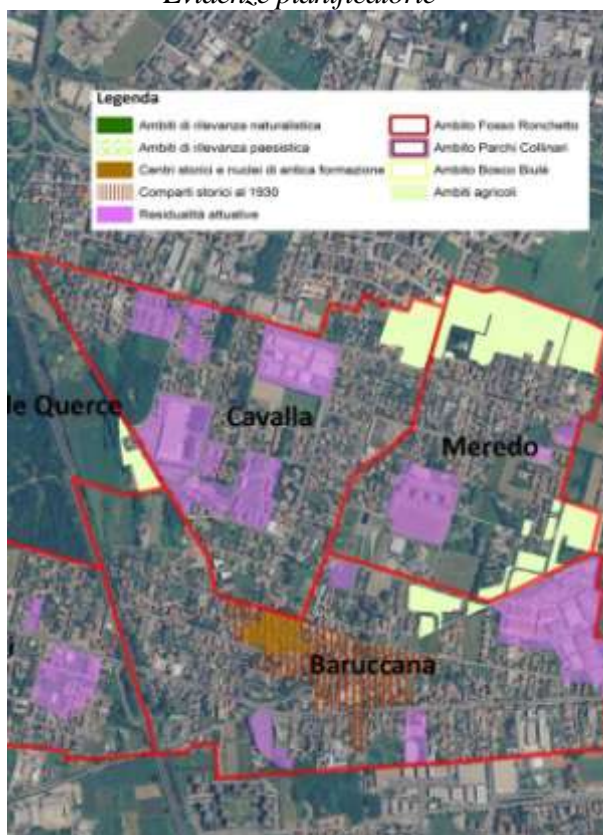 Evidenze pianificatorie
Legenda
Ambiti di rilevanza naturalistica
Ambiti di rilevanza paesistica
Centri storici e nuclei di antica formazione
Comparti storici al 1930
Residualità attuative
Ambito Fosso Ronchetto
Ambito Parchi Collinari
Ambito Bosco Biulè
Ambiti agricoli
le Querce
Cavalla
Meredo
Baruccana